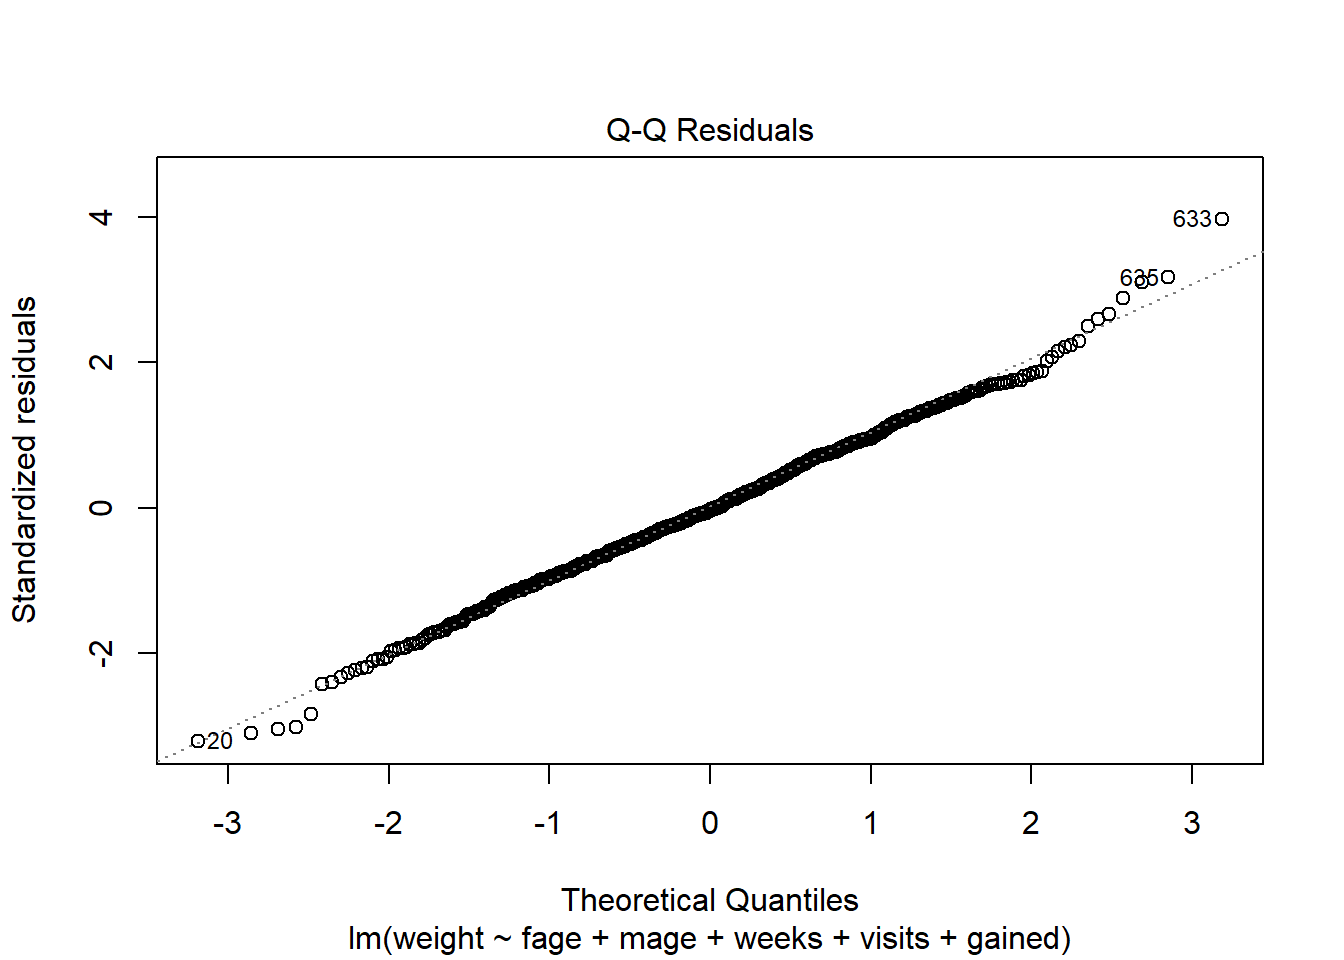 Q-Q Residuals
Standardized residuals
4
2
0
-2
633
635
20
-3 -2 -1 0 1 2 3
Theoretical Quantiles
lm(weight ~ fage + mage + weeks + visits + gained)